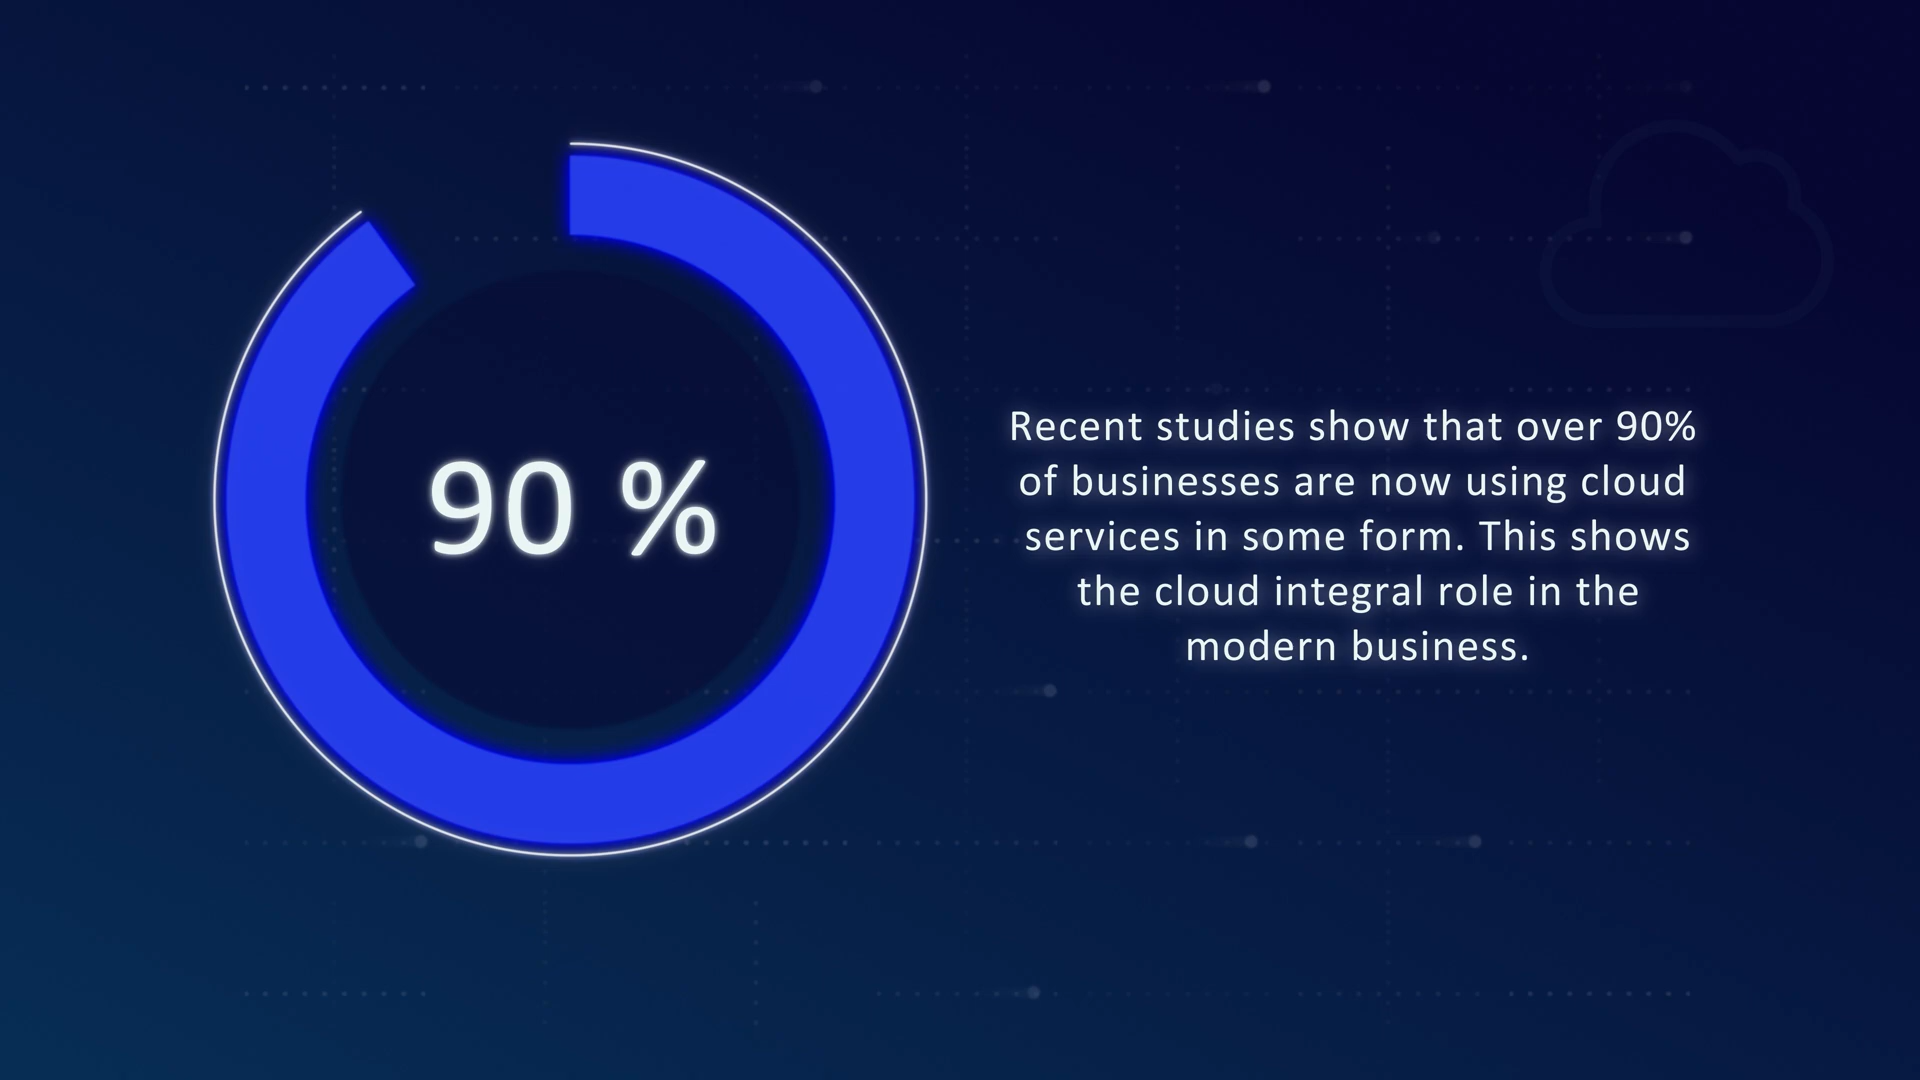 90 %
Recent studies show that over 90%
of businesses are now using cloud
services in some form. This shows
the cloud integral role in the
modern business.